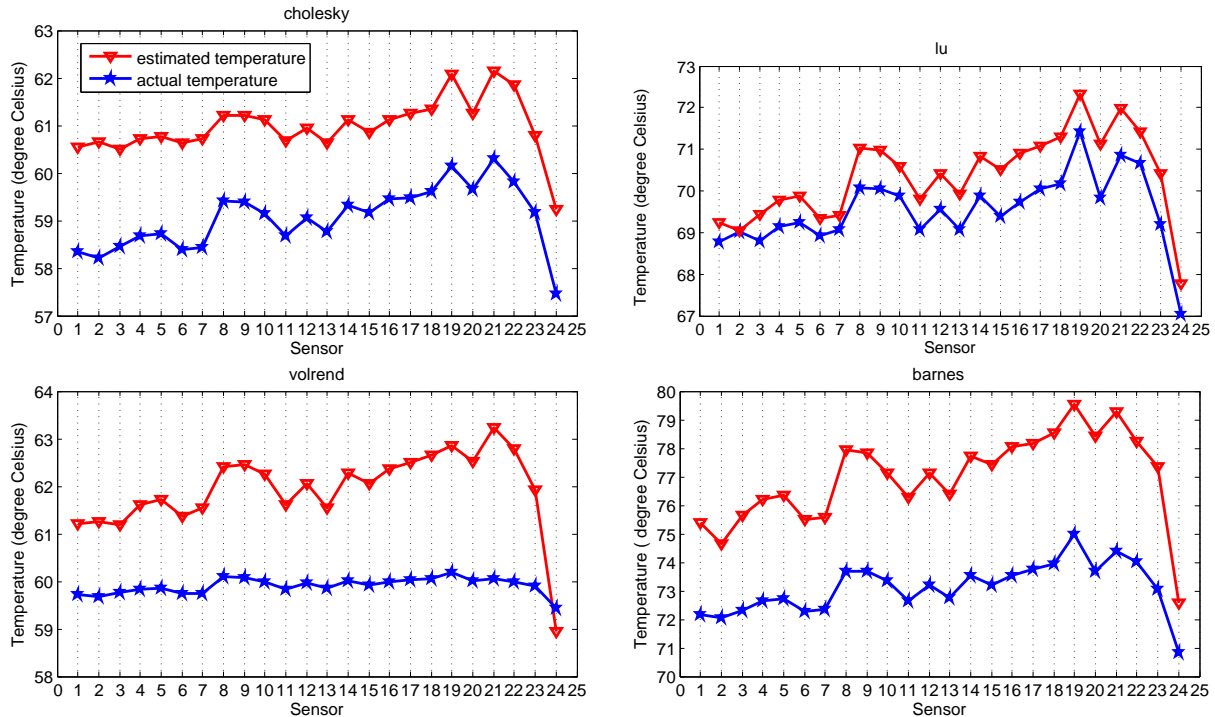 cholesky
63
62
61
60
59
58
57
Temperature (degree Celsius)
estimated temperature
actual temperature
0 1 2 3 4 5 6 7 8 9 10 11 12 13 14 15 16 17 18 19 20 21 22 23 24 25
Sensor
lu
73
72
71
70
69
68
67
Temperature (degree Celsius)
0 1 2 3 4 5 6 7 8 9 10 11 12 13 14 15 16 17 18 19 20 21 22 23 24 25
Sensor
volrend
64
63
62
61
60
59
58
Temperature (degree Celsius)
0 1 2 3 4 5 6 7 8 9 10 11 12 13 14 15 16 17 18 19 20 21 22 23 24 25
Sensor
barnes
80
79
78
77
76
75
74
73
72
71
70
Temperature ( degree Celsius)
0 1 2 3 4 5 6 7 8 9 10 11 12 13 14 15 16 17 18 19 20 21 22 23 24 25
Sensor